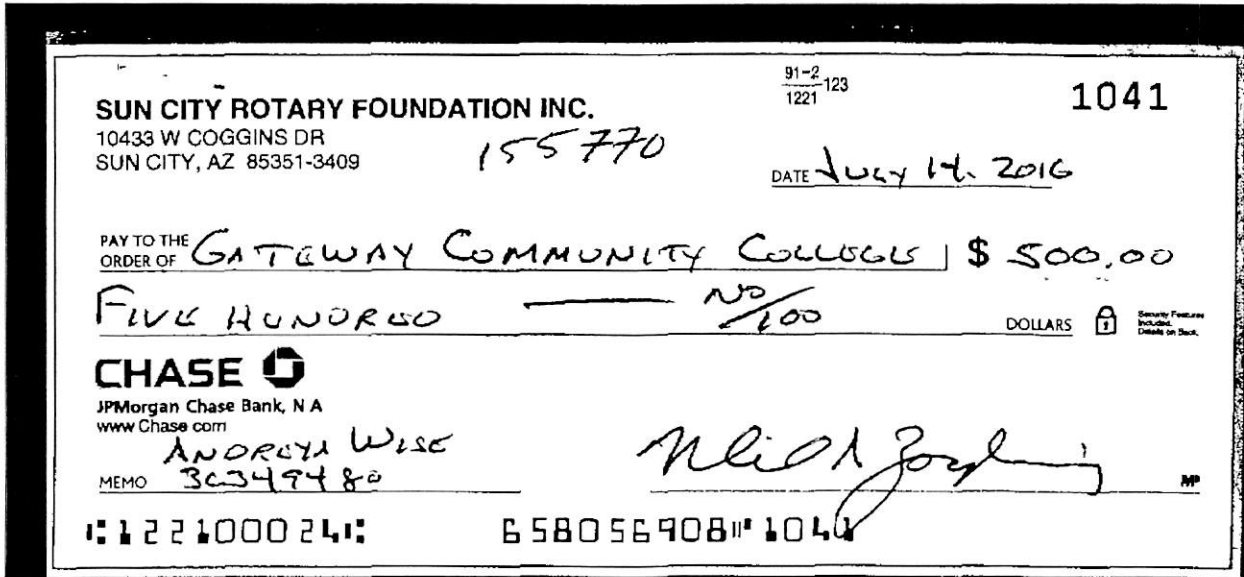 SUN CITY ROTARY FOUNDATION INC.
10433 W COGGINS DR
SUN CITY, AZ 85351-3409
155770
91-2/1221 123
1041
DATE JULY 14, 2016
PAY TO THE ORDER OF GATEWAY COMMUNITY COLLEGE $ 500.00
FIVE HUNDRED NO/100 DOLLARS
Security Features Included. Details on Back.
CHASE
JPMorgan Chase Bank, N A
www Chase com
WISE
MEMO
MP
⑆122100024⑆ 658056908⑈ 1041